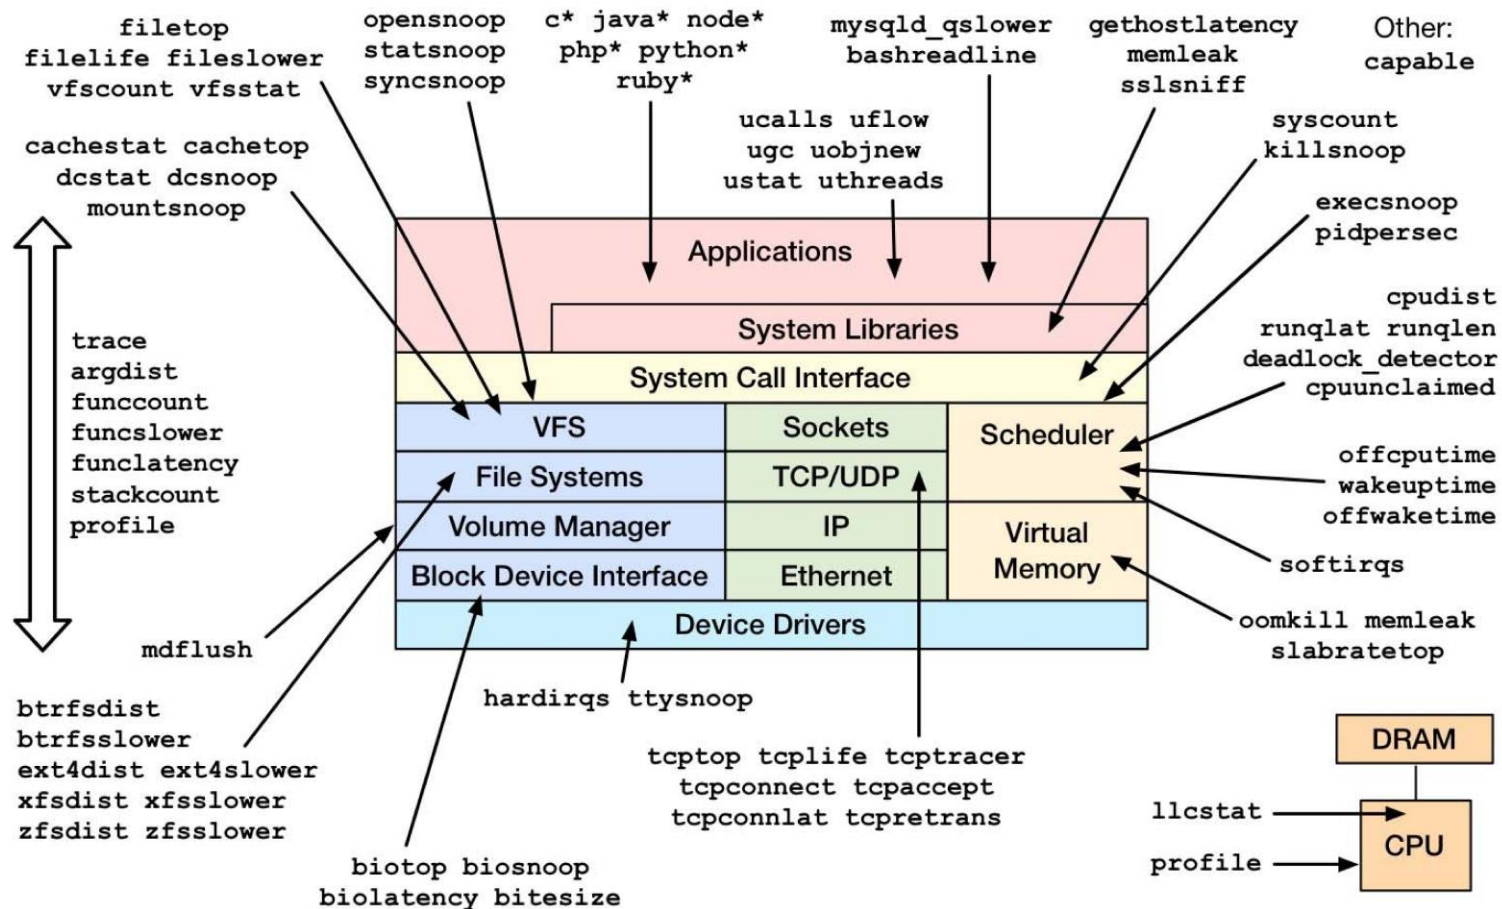 filetop
filelife fileslower
vfscount vfsstat
opensnoop
statsnoop
syncsnoop
c* java* node*
php* python*
ruby*
mysqld_qslower
bashreadline
gethostlatency
memleak
sslsniff
Other:
capable
ucalls uflow
ugc uobjnew
ustat uthreads
syscount
killsnoop
cachestat cachetop
dcstat dcsnoop
mountsnoop
execsnoop
pidpersec
Applications
System Libraries
System Call Interface
VFS
File Systems
Volume Manager
Block Device Interface
Sockets
TCP/UDP
IP
Ethernet
Scheduler
Virtual
Memory
Device Drivers
cpudist
runqlat runqlen
deadlock_detector
cpuunclaimed
offcputime
wakeuptime
offwaketime
softirqs
oomkill memleak
slabratetop
trace
argdist
funccount
funcslower
funclatency
stackcount
profile
mdflush
btrfsdist
btrfsslower
ext4dist ext4slower
xfsdist xfsslower
zfsdist zfsslower
hardirqs ttysnoop
biotop biosnoop
biolatency bitesize
tcptop tcplife tcptracer
tcpconnect tcpaccept
tcpconnlat tcpretrans
DRAM
CPU
llcstat
profile